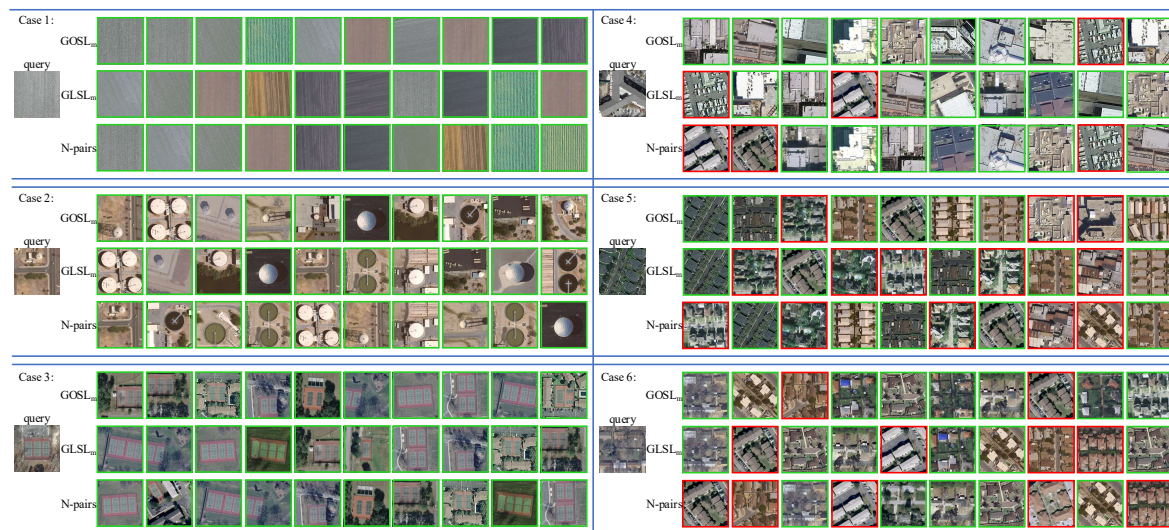 Case 1:
GOSLm
query
GLSLm
N-pairs
Case 4:
GOSLm
query
GLSLm
N-pairs
Case 2:
GOSLm
query
GLSLm
N-pairs
Case 5:
GOSLm
query
GLSLm
N-pairs
Case 3:
GOSLm
query
GLSLm
N-pairs
Case 6:
GOSLm
query
GLSLm
N-pairs